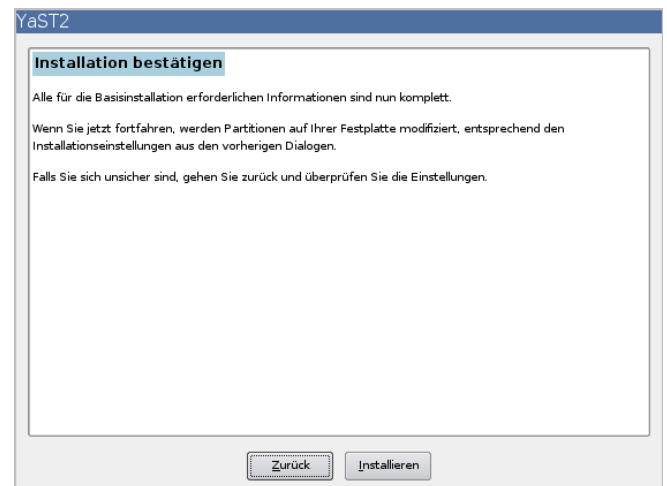 YaST2
Installation bestätigen
Alle für die Basisinstallation erforderlichen Informationen sind nun komplett.
Wenn Sie jetzt fortfahren, werden Partitionen auf Ihrer Festplatte modifiziert, entsprechend den
Installationseinstellungen aus den vorherigen Dialogen.
Falls Sie sich unsicher sind, gehen Sie zurück und überprüfen Sie die Einstellungen.
Zurück
Installieren